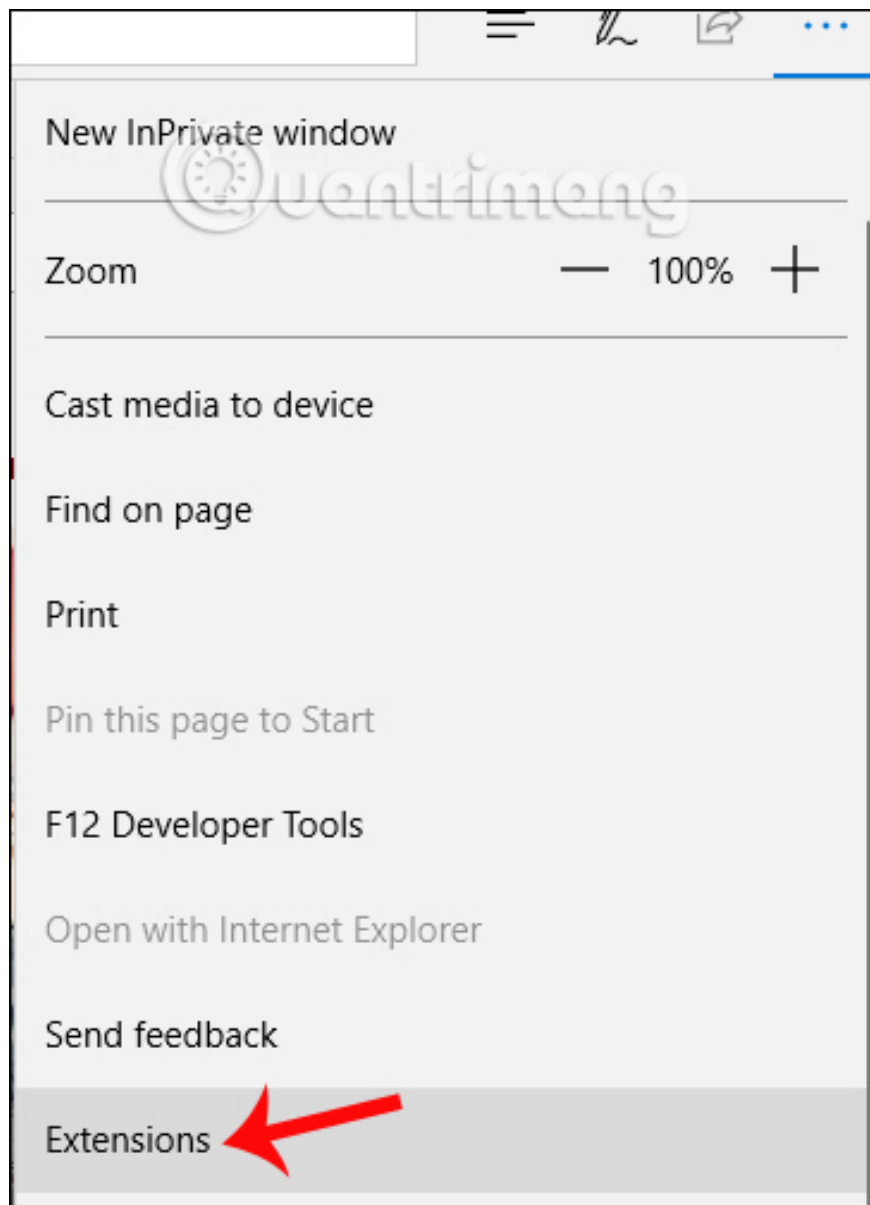 New InPrivate window
Quantrimang
Zoom — 100% +
Cast media to device
Find on page
Print
Pin this page to Start
F12 Developer Tools
Open with Internet Explorer
Send feedback
Extensions